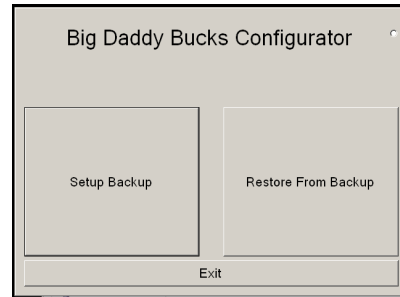 Big Daddy Bucks Configurator
Setup Backup
Restore From Backup
Exit